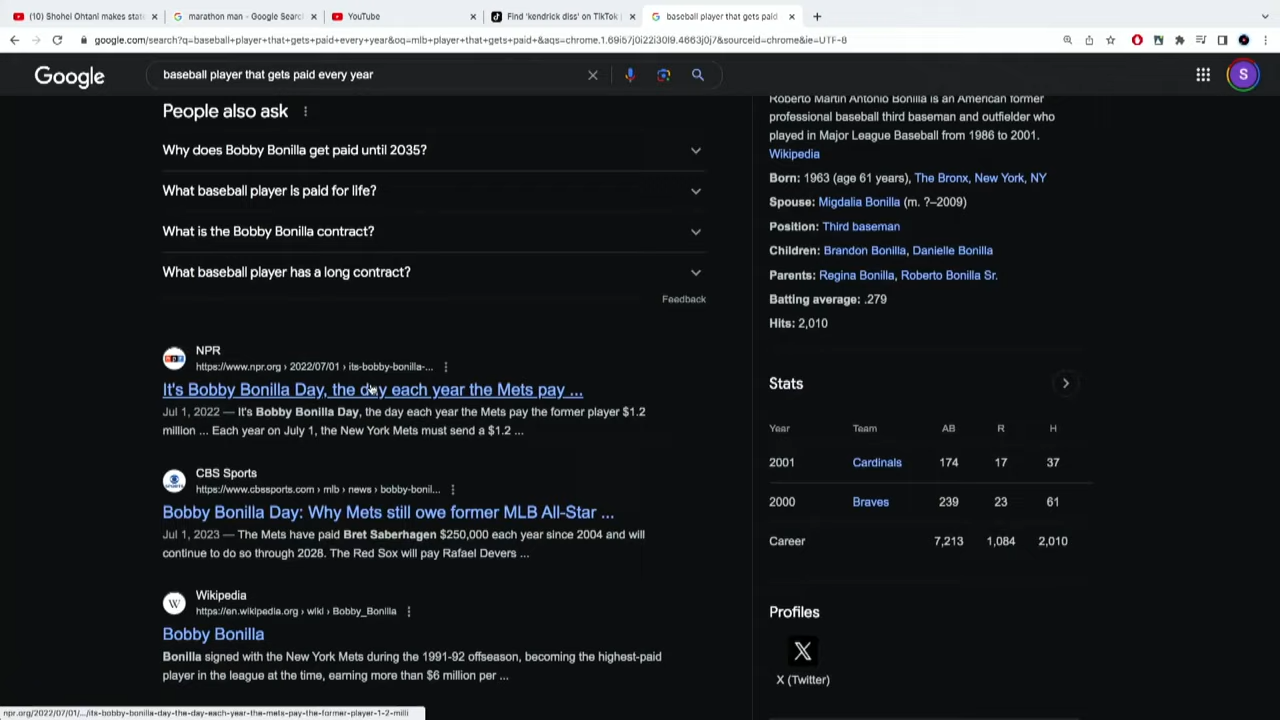 (10) Shohei Ohtani makes state
marathon man - Google Searc
YouTube
Find 'kendrick diss' on TikTok
baseball player that gets paid
google.com/search?q=baseball+player+that+gets+paid+every+year&oq=mlb+player+that+gets+paid+&aqs=chrome.1.69i57j0i22i30l9.4663j0j7&sourceid=chrome&ie=UTF-8
Google
baseball player that gets paid every year
S
People also ask
Why does Bobby Bonilla get paid until 2035?
What baseball player is paid for life?
What is the Bobby Bonilla contract?
What baseball player has a long contract?
Feedback
NPR
https://www.npr.org › 2022/07/01 › its-bobby-bonilla-...
It's Bobby Bonilla Day, the day each year the Mets pay ...
Jul 1, 2022 — It's Bobby Bonilla Day, the day each year the Mets pay the former player $1.2
million ... Each year on July 1, the New York Mets must send a $1.2 ...
CBS Sports
https://www.cbssports.com › mlb › news › bobby-bonil...
Bobby Bonilla Day: Why Mets still owe former MLB All-Star ...
Jul 1, 2023 — The Mets have paid Bret Saberhagen $250,000 each year since 2004 and will
continue to do so through 2028. The Red Sox will pay Rafael Devers ...
W
Wikipedia
https://en.wikipedia.org › wiki › Bobby_Bonilla
Bobby Bonilla
Bonilla signed with the New York Mets during the 1991-92 offseason, becoming the highest-paid
player in the league at the time, earning more than $6 million per ...
Roberto Martin Antonio Bonilla is an American former
professional baseball third baseman and outfielder who
played in Major League Baseball from 1986 to 2001.
Wikipedia
Born: 1963 (age 61 years), The Bronx, New York, NY
Spouse: Migdalia Bonilla (m. ?–2009)
Position: Third baseman
Children: Brandon Bonilla, Danielle Bonilla
Parents: Regina Bonilla, Roberto Bonilla Sr.
Batting average: .279
Hits: 2,010
Stats
Year Team AB R H
2001 Cardinals 174 17 37
2000 Braves 239 23 61
Career 7,213 1,084 2,010
Profiles
X (Twitter)
npr.org/2022/07/01/.../its-bobby-bonilla-day-the-day-each-year-the-mets-pay-the-former-player-1-2-milli